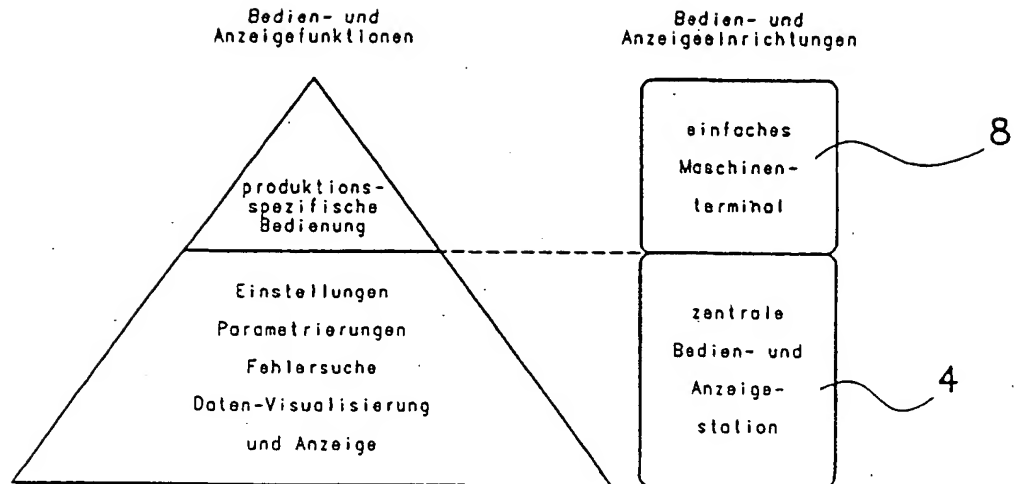 Bedien- und
Anzeigefunktionen
Bedien- und
Anzeigeeinrichtungen
produktions-
spezifische
Bedienung
Einstellungen
Parametrierungen
Fehlersuche
Daten-Visualisierung
und Anzeige
einfaches
Maschinen-
terminal
8
zentrale
Bedien- und
Anzeige-
station
4